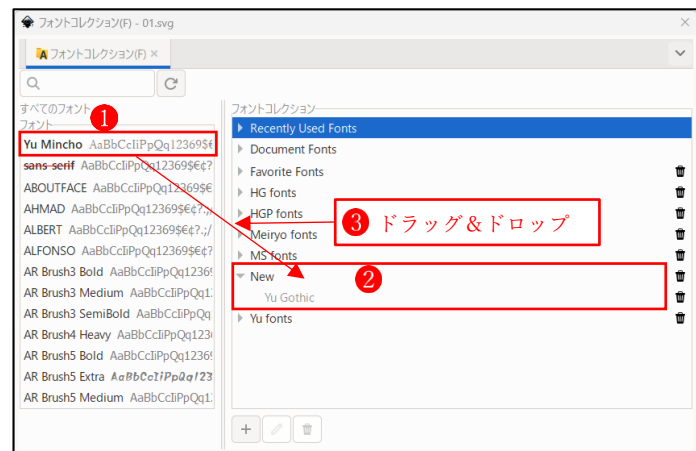 フォントコレクション(F) - 01.svg
フォントコレクション(F)
すべてのフォント
フォント
1
Yu Mincho AaBbCcIiPpQq12369$€
sans-serif AaBbCcIiPpQq12369$€¢?
ABOUTFACE AaBbCcIiPpQq12369$€
AHMAD AaBbCcIiPpQq12369$€¢?.;/
ALBERT AaBbCcIiPpQq12369$€¢?.;/
ALFONSO AaBbCcIiPpQq12369$€¢?
AR Brush3 Bold AaBbCcIiPpQq12369
AR Brush3 Medium AaBbCcIiPpQq1
AR Brush3 SemiBold AaBbCcIiPpQq
AR Brush4 Heavy AaBbCcIiPpQq123
AR Brush5 Bold AaBbCcIiPpQq12369
AR Brush5 Extra AaBbCcIiPpQq123
AR Brush5 Medium AaBbCcIiPpQq1
フォントコレクション
Recently Used Fonts
Document Fonts
Favorite Fonts
HG fonts
HGP fonts
Meiryo fonts
MS fonts
New
Yu Gothic
Yu fonts
3 ドラッグ&ドロップ
2